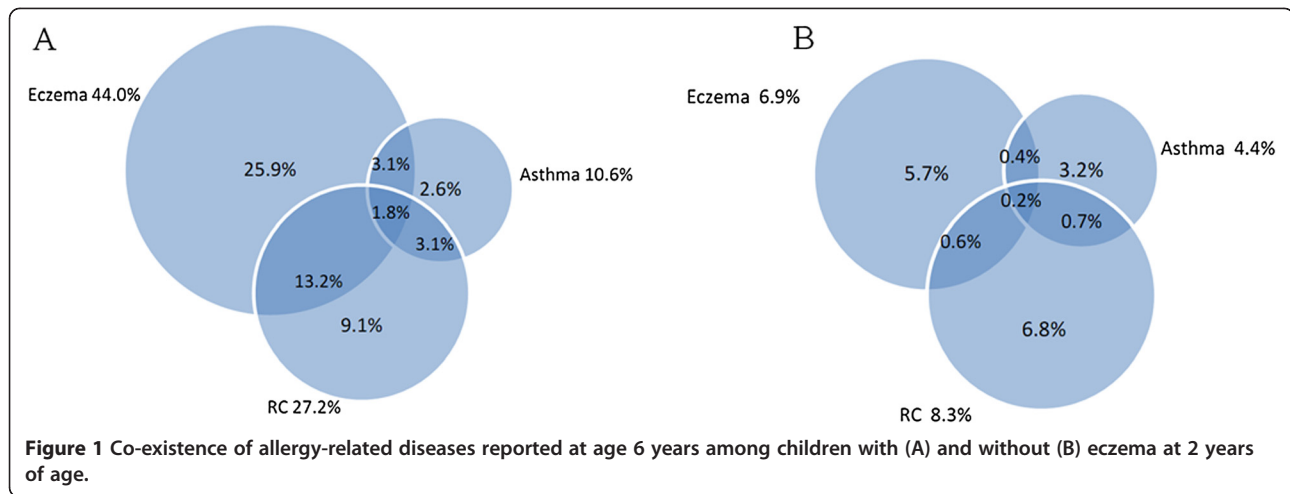 A
Eczema 44.0%
25.9%
3.1%
2.6%
Asthma 10.6%
1.8%
3.1%
13.2%
9.1%
RC 27.2%
B
Eczema 6.9%
5.7%
0.4%
3.2%
Asthma 4.4%
0.2%
0.7%
0.6%
6.8%
RC 8.3%
Figure 1 Co-existence of allergy-related diseases reported at age 6 years among children with (A) and without (B) eczema at 2 years
of age.